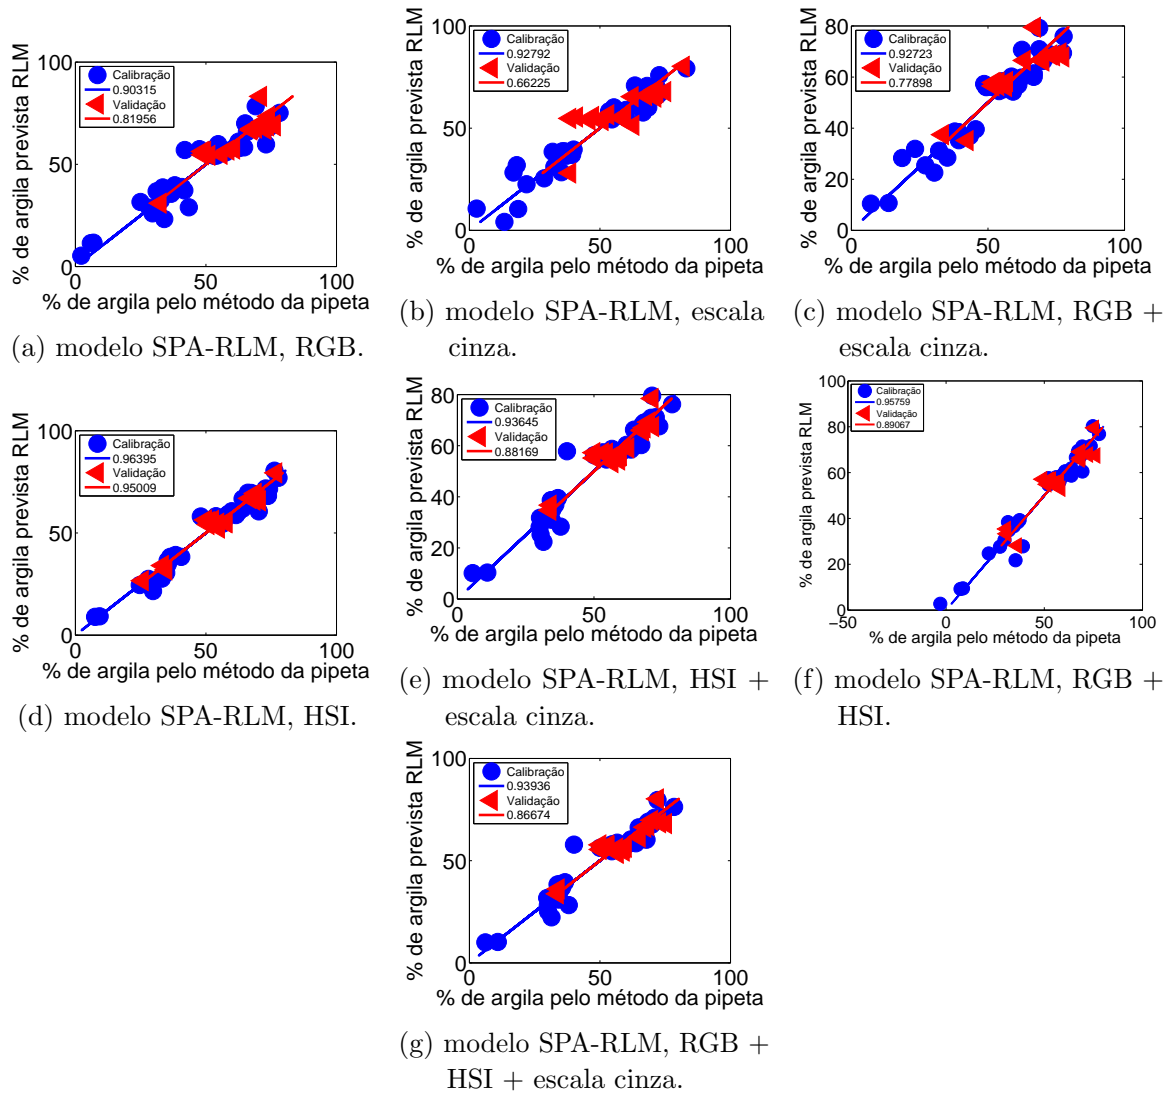 % de argila prevista RLM
100
50
0
0
50
100
Calibração
0.90315
Validação
0.81956
% de argila pelo método da pipeta
(a) modelo SPA-RLM, RGB.
% de argila prevista RLM
100
50
0
0
50
100
Calibração
0.92792
Validação
0.66225
% de argila pelo método da pipeta
(b) modelo SPA-RLM, escala
cinza.
% de argila prevista RLM
80
60
40
20
0
0
50
100
Calibração
0.92723
Validação
0.77898
% de argila pelo método da pipeta
(c) modelo SPA-RLM, RGB +
escala cinza.
% de argila prevista RLM
100
50
0
0
50
100
Calibração
0.96395
Validação
0.95009
% de argila pelo método da pipeta
(d) modelo SPA-RLM, HSI.
% de argila prevista RLM
80
60
40
20
0
0
50
100
Calibração
0.93645
Validação
0.88169
% de argila pelo método da pipeta
(e) modelo SPA-RLM, HSI +
escala cinza.
% de argila prevista RLM
100
80
60
40
20
0
−50
0
50
100
Calibração
0.95759
Validação
0.89067
% de argila pelo método da pipeta
(f) modelo SPA-RLM, RGB +
HSI.
% de argila prevista RLM
100
50
0
0
50
100
Calibração
0.93936
Validação
0.86674
% de argila pelo método da pipeta
(g) modelo SPA-RLM, RGB +
HSI + escala cinza.